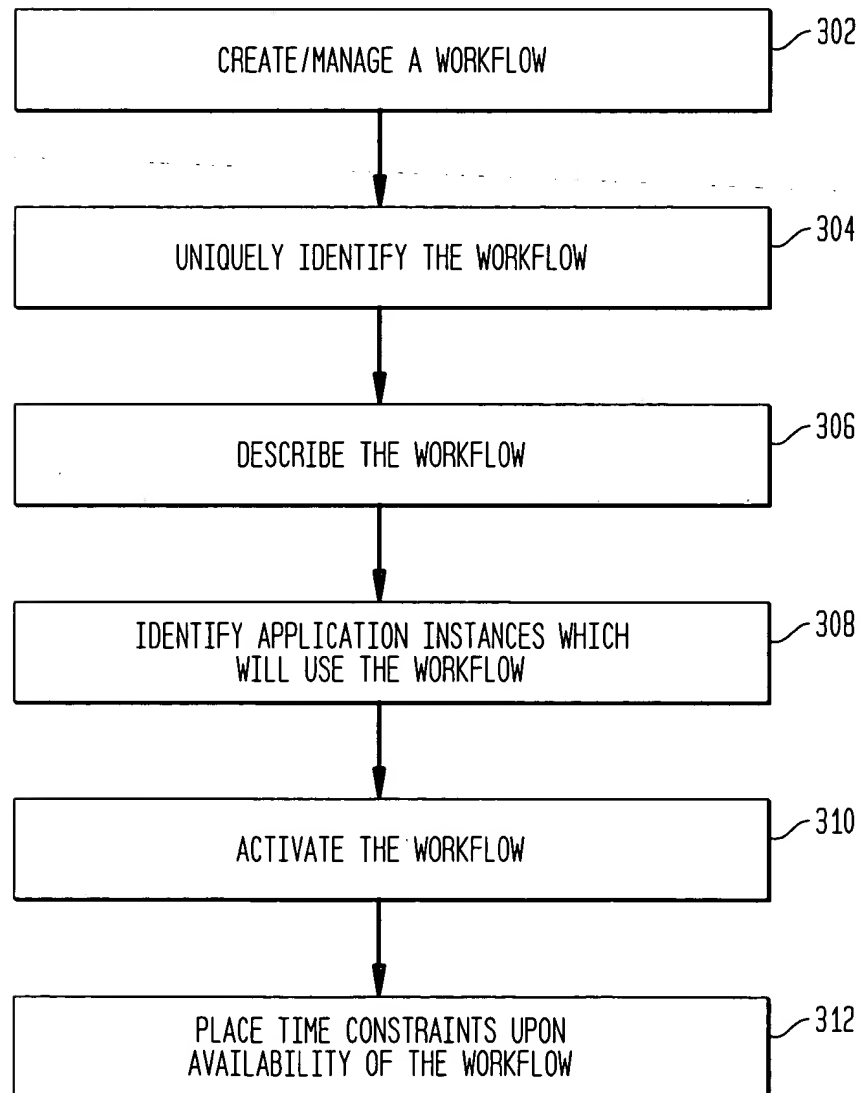 CREATE/MANAGE A WORKFLOW
302
UNIQUELY IDENTIFY THE WORKFLOW
304
DESCRIBE THE WORKFLOW
306
IDENTIFY APPLICATION INSTANCES WHICH
WILL USE THE WORKFLOW
308
ACTIVATE THE WORKFLOW
310
PLACE TIME CONSTRAINTS UPON
AVAILABILITY OF THE WORKFLOW
312